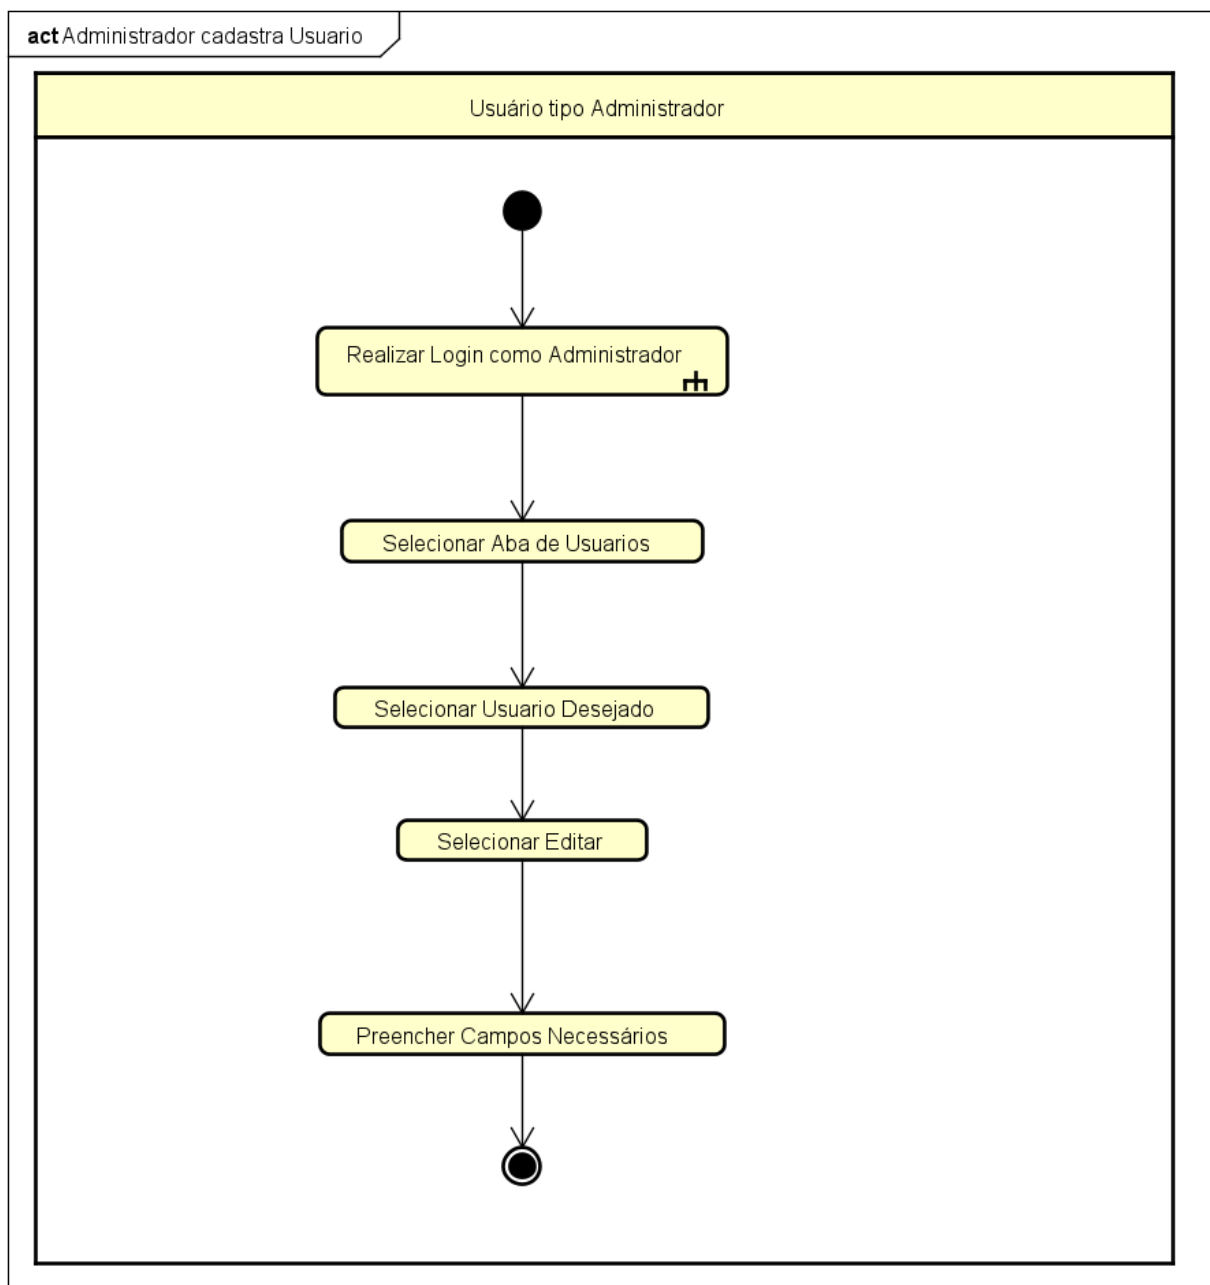 act Administrador cadastra Usuario
Usuário tipo Administrador
Realizar Login como Administrador
Selecionar Aba de Usuarios
Selecionar Usuario Desejado
Selecionar Editar
Preencher Campos Necessários